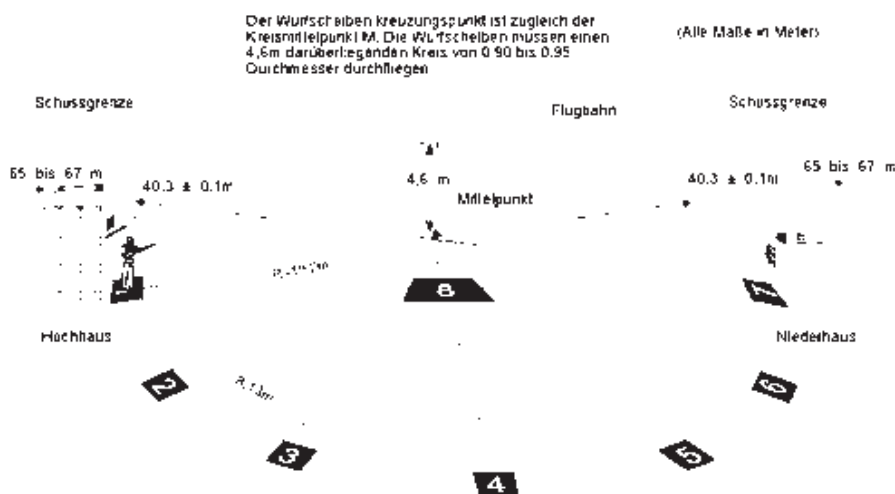 Der Wurfscheiben kreuzungspunkt ist zugleich der
Kreismittelpunkt M. Die Wurfscheiben müssen einen
4,6m darüberliegenden Kreis von 0.90 bis 0.95
Durchmesser durchfliegen
(Alle Maße in Meter)
Schussgrenze
Flugbahn
Schussgrenze
65 bis 67 m
40.3 ± 0.1m
4,6 m
Mittelpunkt
40.3 ± 0.1m
65 bis 67 m
1
8
7
Hochhaus
Niederhaus
2
6
3
5
4